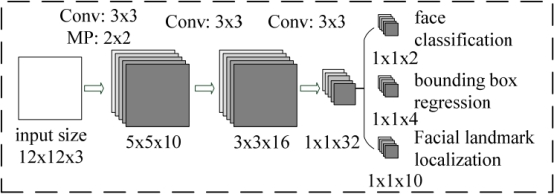 Conv: 3x3
MP: 2x2
Conv: 3x3
Conv: 3x3
face
classification
1x1x2
bounding box
regression
1x1x4
Facial landmark
localization
1x1x10
input size
12x12x3
5x5x10
3x3x16
1x1x32